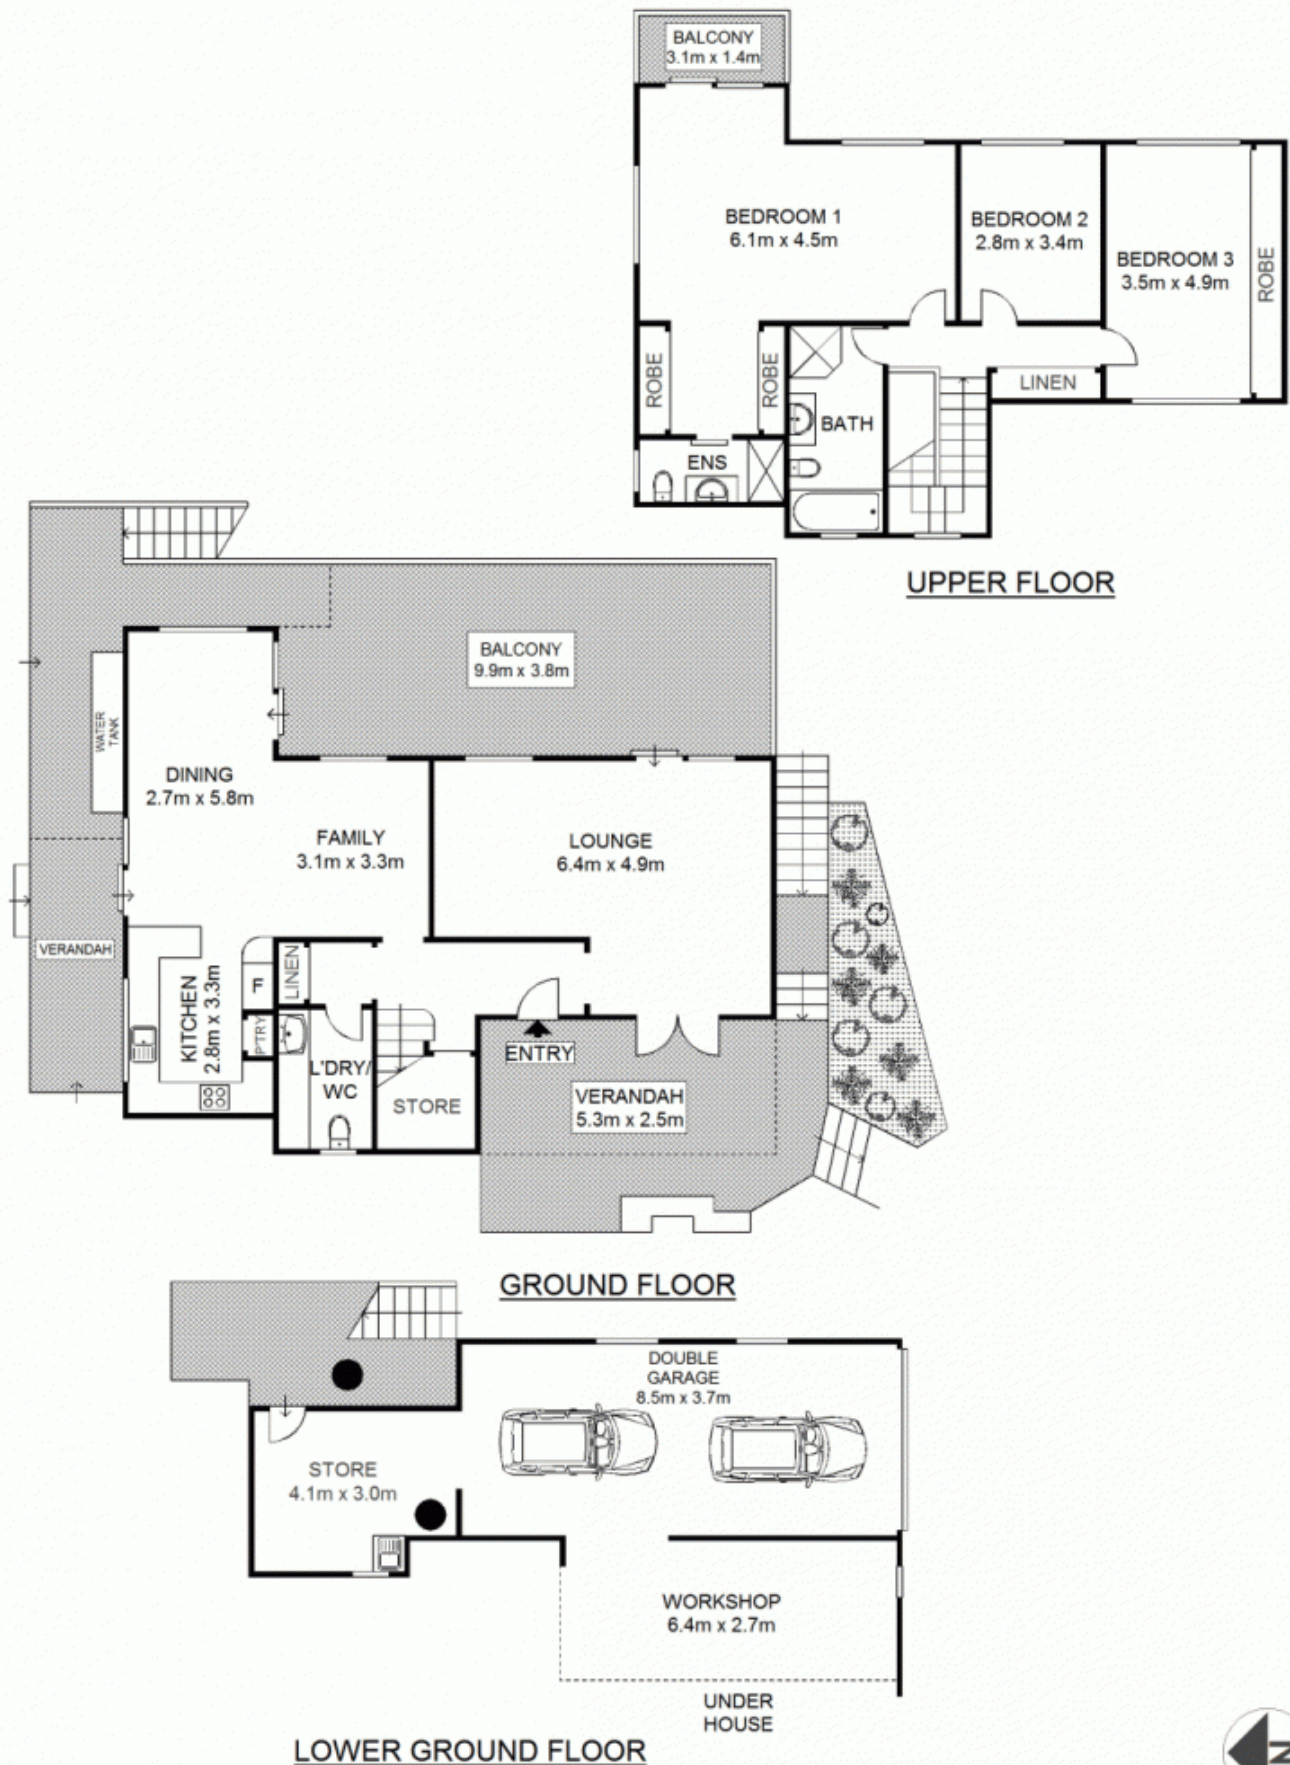 BALCONY
3.1m x 1.4m
BEDROOM 1
6.1m x 4.5m
BEDROOM 2
2.8m x 3.4m
BEDROOM 3
3.5m x 4.9m
ROBE
ROBE
ROBE
LINEN
BATH
ENS
UPPER FLOOR
BALCONY
9.9m x 3.8m
WATER
TANK
DINING
2.7m x 5.8m
FAMILY
3.1m x 3.3m
LOUNGE
6.4m x 4.9m
VERANDAH
KITCHEN
2.8m x 3.3m
F
LINEN
P'TRY
L'DRY/
WC
STORE
ENTRY
VERANDAH
5.3m x 2.5m
GROUND FLOOR
DOUBLE
GARAGE
8.5m x 3.7m
STORE
4.1m x 3.0m
WORKSHOP
6.4m x 2.7m
UNDER
HOUSE
LOWER GROUND FLOOR
N